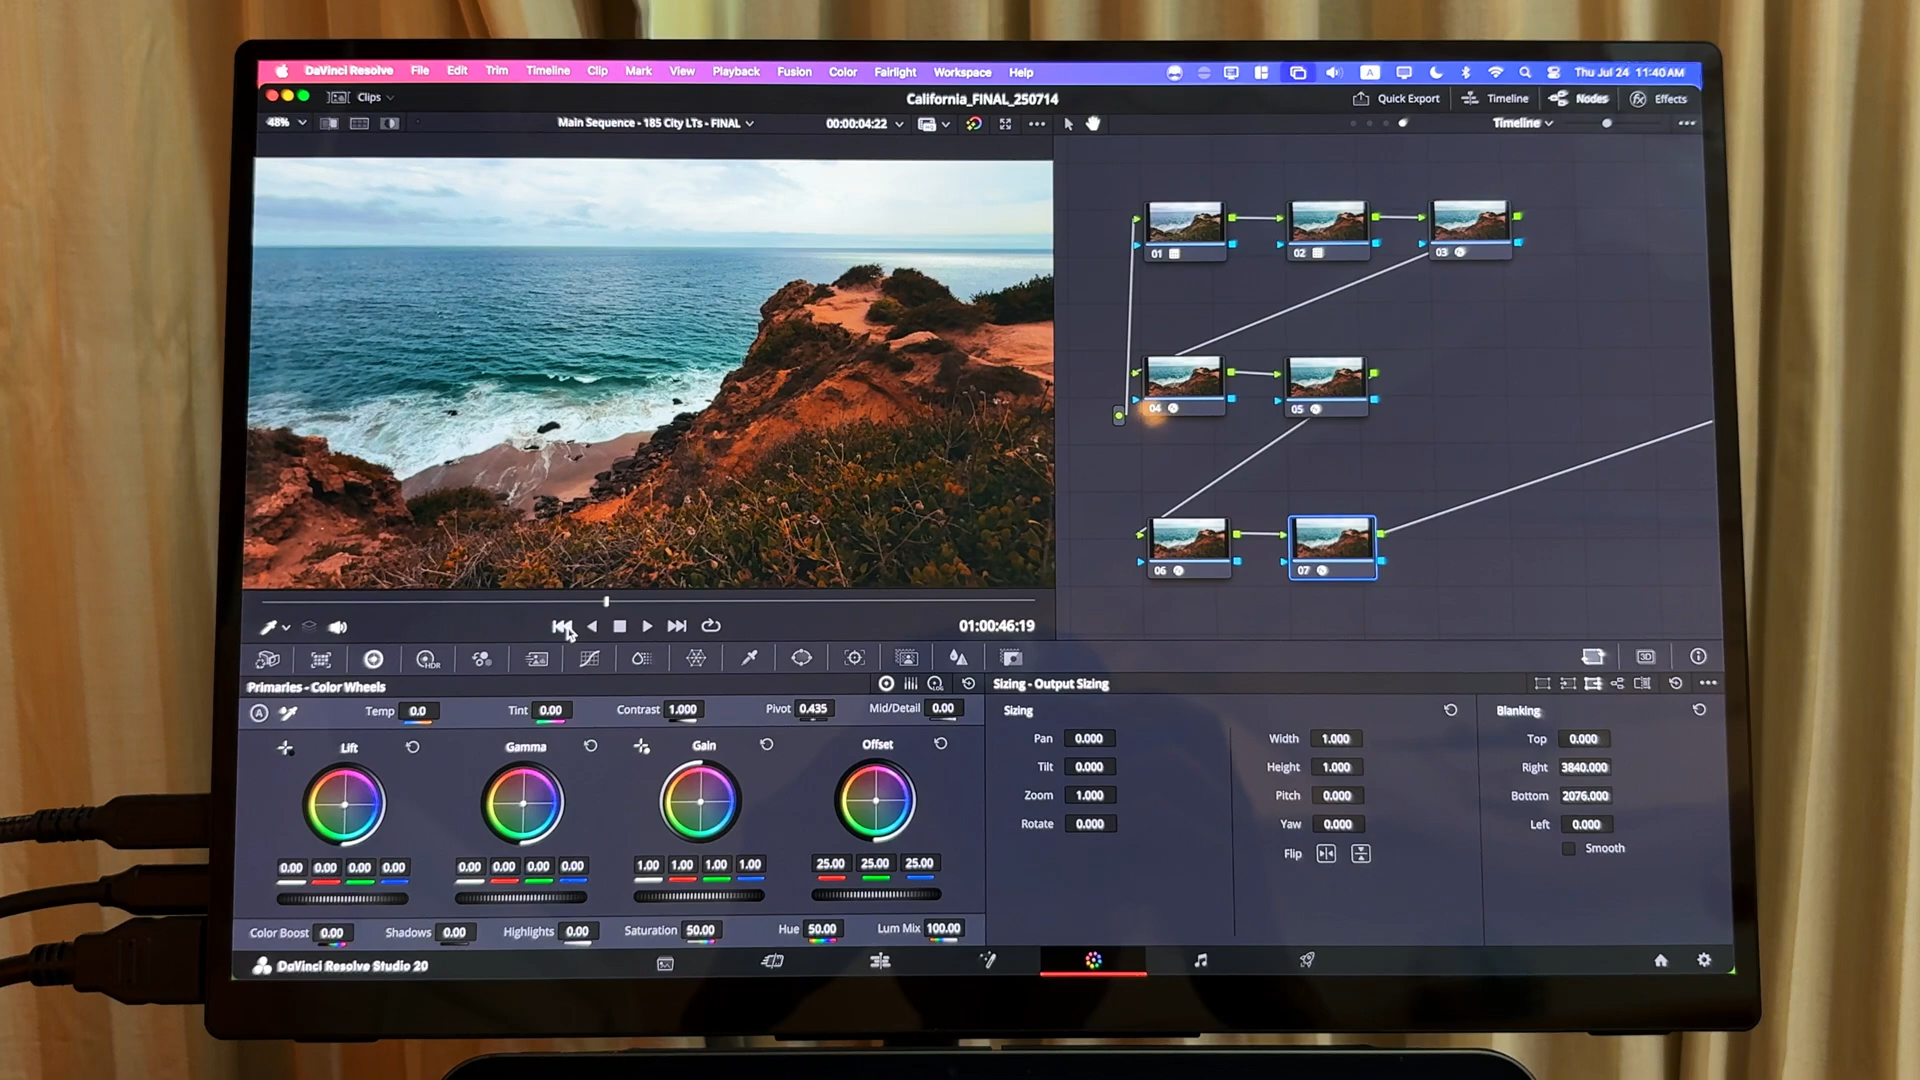 DaVinci Resolve File Edit Trim Timeline Clip Mark View Playback Fusion Color Fairlight Workspace Help A Thu Jul 24 11:40 AM
Clips California_FINAL_250714 Quick Export Timeline Nodes fx Effects
48% Main Sequence - 185 City LTs - FINAL 00:00:04:22 Timeline
01 02 03
04 05
06 07
01:00:46:19
HDR 3D
Primaries - Color Wheels LOG
A Temp 0.0 Tint 0.00 Contrast 1.000 Pivot 0.435 Mid/Detail 0.00
Lift Gamma Gain Offset
0.00 0.00 0.00 0.00 0.00 0.00 0.00 0.00 1.00 1.00 1.00 1.00 25.00 25.00 25.00
Color Boost 0.00 Shadows 0.00 Highlights 0.00 Saturation 50.00 Hue 50.00 Lum Mix 100.00
Sizing - Output Sizing
Sizing
Pan 0.000 Width 1.000
Tilt 0.000 Height 1.000
Zoom 1.000 Pitch 0.000
Rotate 0.000 Yaw 0.000
Flip
Blanking
Top 0.000
Right 3840.000
Bottom 2076.000
Left 0.000
Smooth
DaVinci Resolve Studio 20